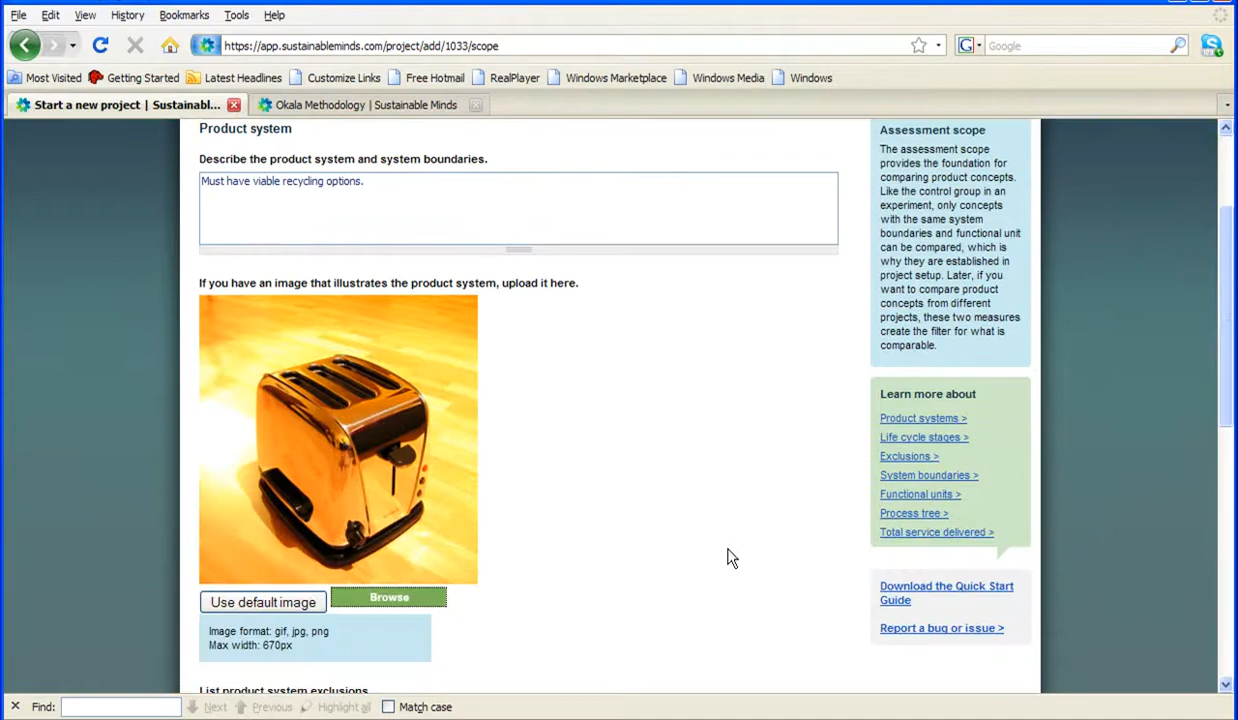 File Edit View History Bookmarks Tools Help
https://app.sustainableminds.com/project/add/1033/scope
Google
Most Visited Getting Started Latest Headlines Customize Links Free Hotmail RealPlayer Windows Marketplace Windows Media Windows
Start a new project | Sustainabl...
Okala Methodology | Sustainable Minds
Product system
Describe the product system and system boundaries.
Must have viable recycling options.
If you have an image that illustrates the product system, upload it here.
Use default image
Browse
Image format: gif, jpg, png
Max width: 670px
List product system exclusions
Assessment scope
The assessment scope
provides the foundation for
comparing product concepts.
Like the control group in an
experiment, only concepts
with the same system
boundaries and functional unit
can be compared, which is
why they are established in
project setup. Later, if you
want to compare product
concepts from different
projects, these two measures
create the filter for what is
comparable.
Learn more about
Product systems >
Life cycle stages >
Exclusions >
System boundaries >
Functional units >
Process tree >
Total service delivered >
Download the Quick Start
Guide
Report a bug or issue >
Find: Next Previous Highlight all Match case